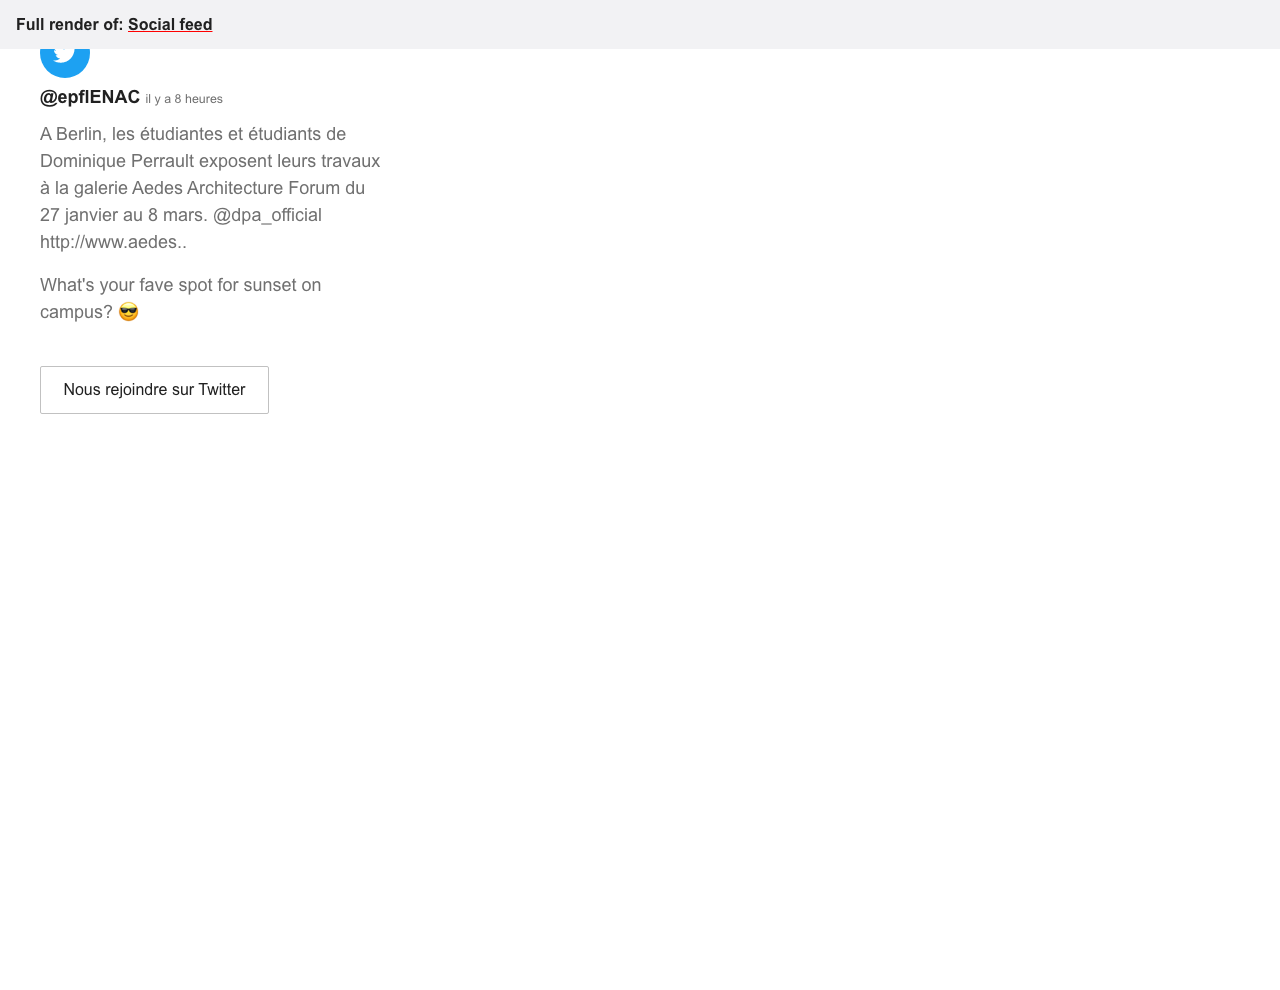 Full render of: Social feed
@epflENAC il y a 8 heures
A Berlin, les étudiantes et étudiants de
Dominique Perrault exposent leurs travaux
à la galerie Aedes Architecture Forum du
27 janvier au 8 mars. @dpa_official
http://www.aedes..
What's your fave spot for sunset on
campus? 😎
Nous rejoindre sur Twitter